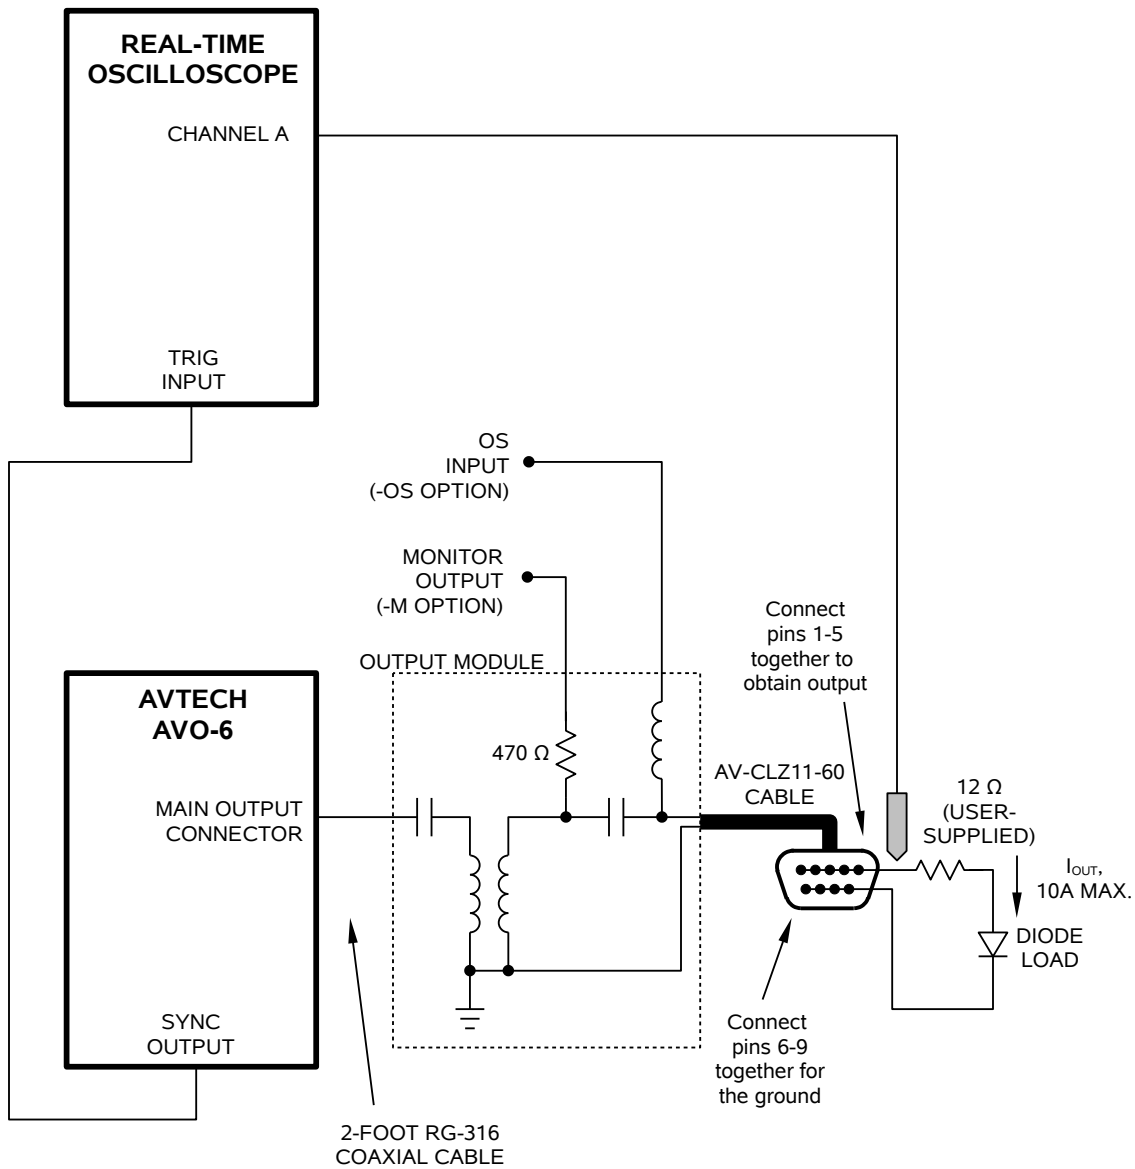 REAL-TIME
OSCILLOSCOPE
CHANNEL A
TRIG
INPUT
OS
INPUT
(-OS OPTION)
MONITOR
OUTPUT
(-M OPTION)
OUTPUT MODULE
Connect
pins 1-5
together to
obtain output
AVTECH
AVO-6
470 Ω
AV-CLZ11-60
CABLE
12 Ω
(USER-
SUPPLIED)
MAIN OUTPUT
CONNECTOR
IOUT,
10A MAX.
DIODE
LOAD
SYNC
OUTPUT
Connect
pins 6-9
together for
the ground
2-FOOT RG-316
COAXIAL CABLE